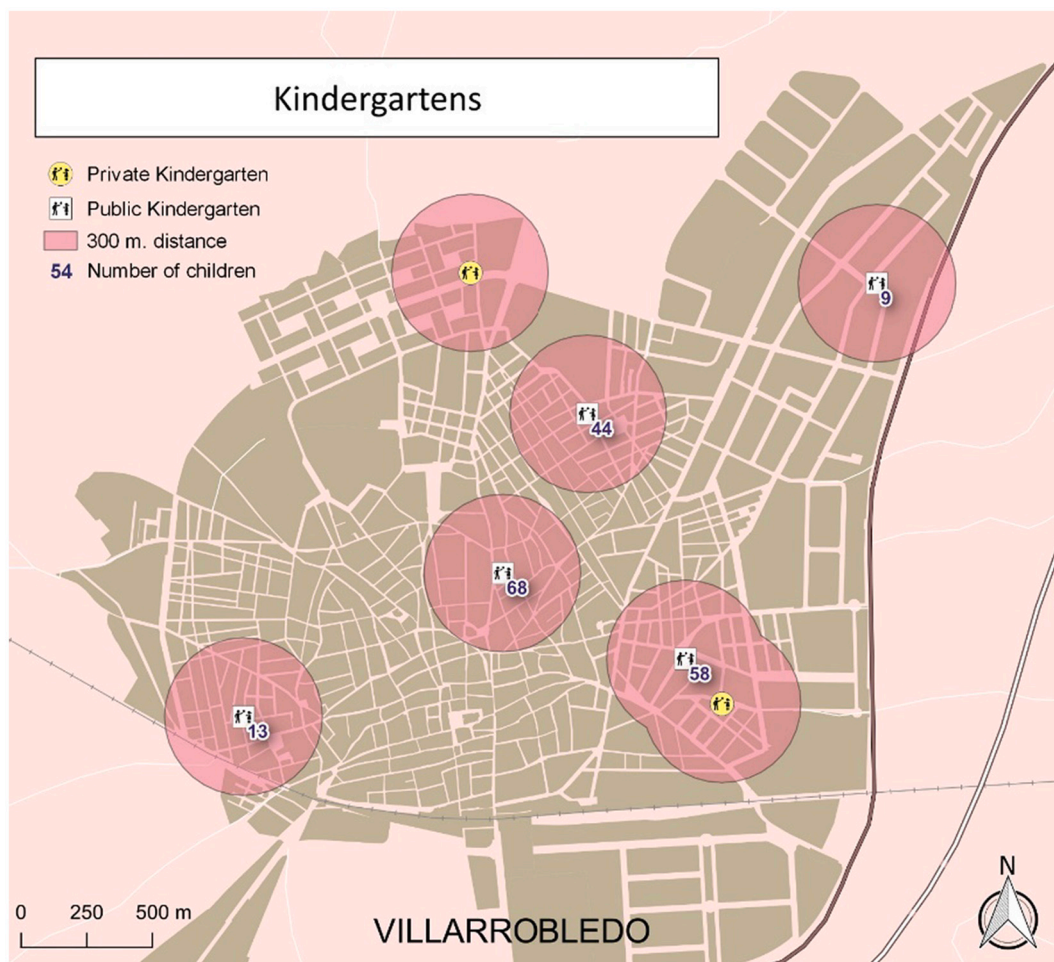 Kindergartens
Private Kindergarten
Public Kindergarten
300 m. distance
54 Number of children
9
44
68
58
13
0 250 500 m
VILLARROBLEDO
N